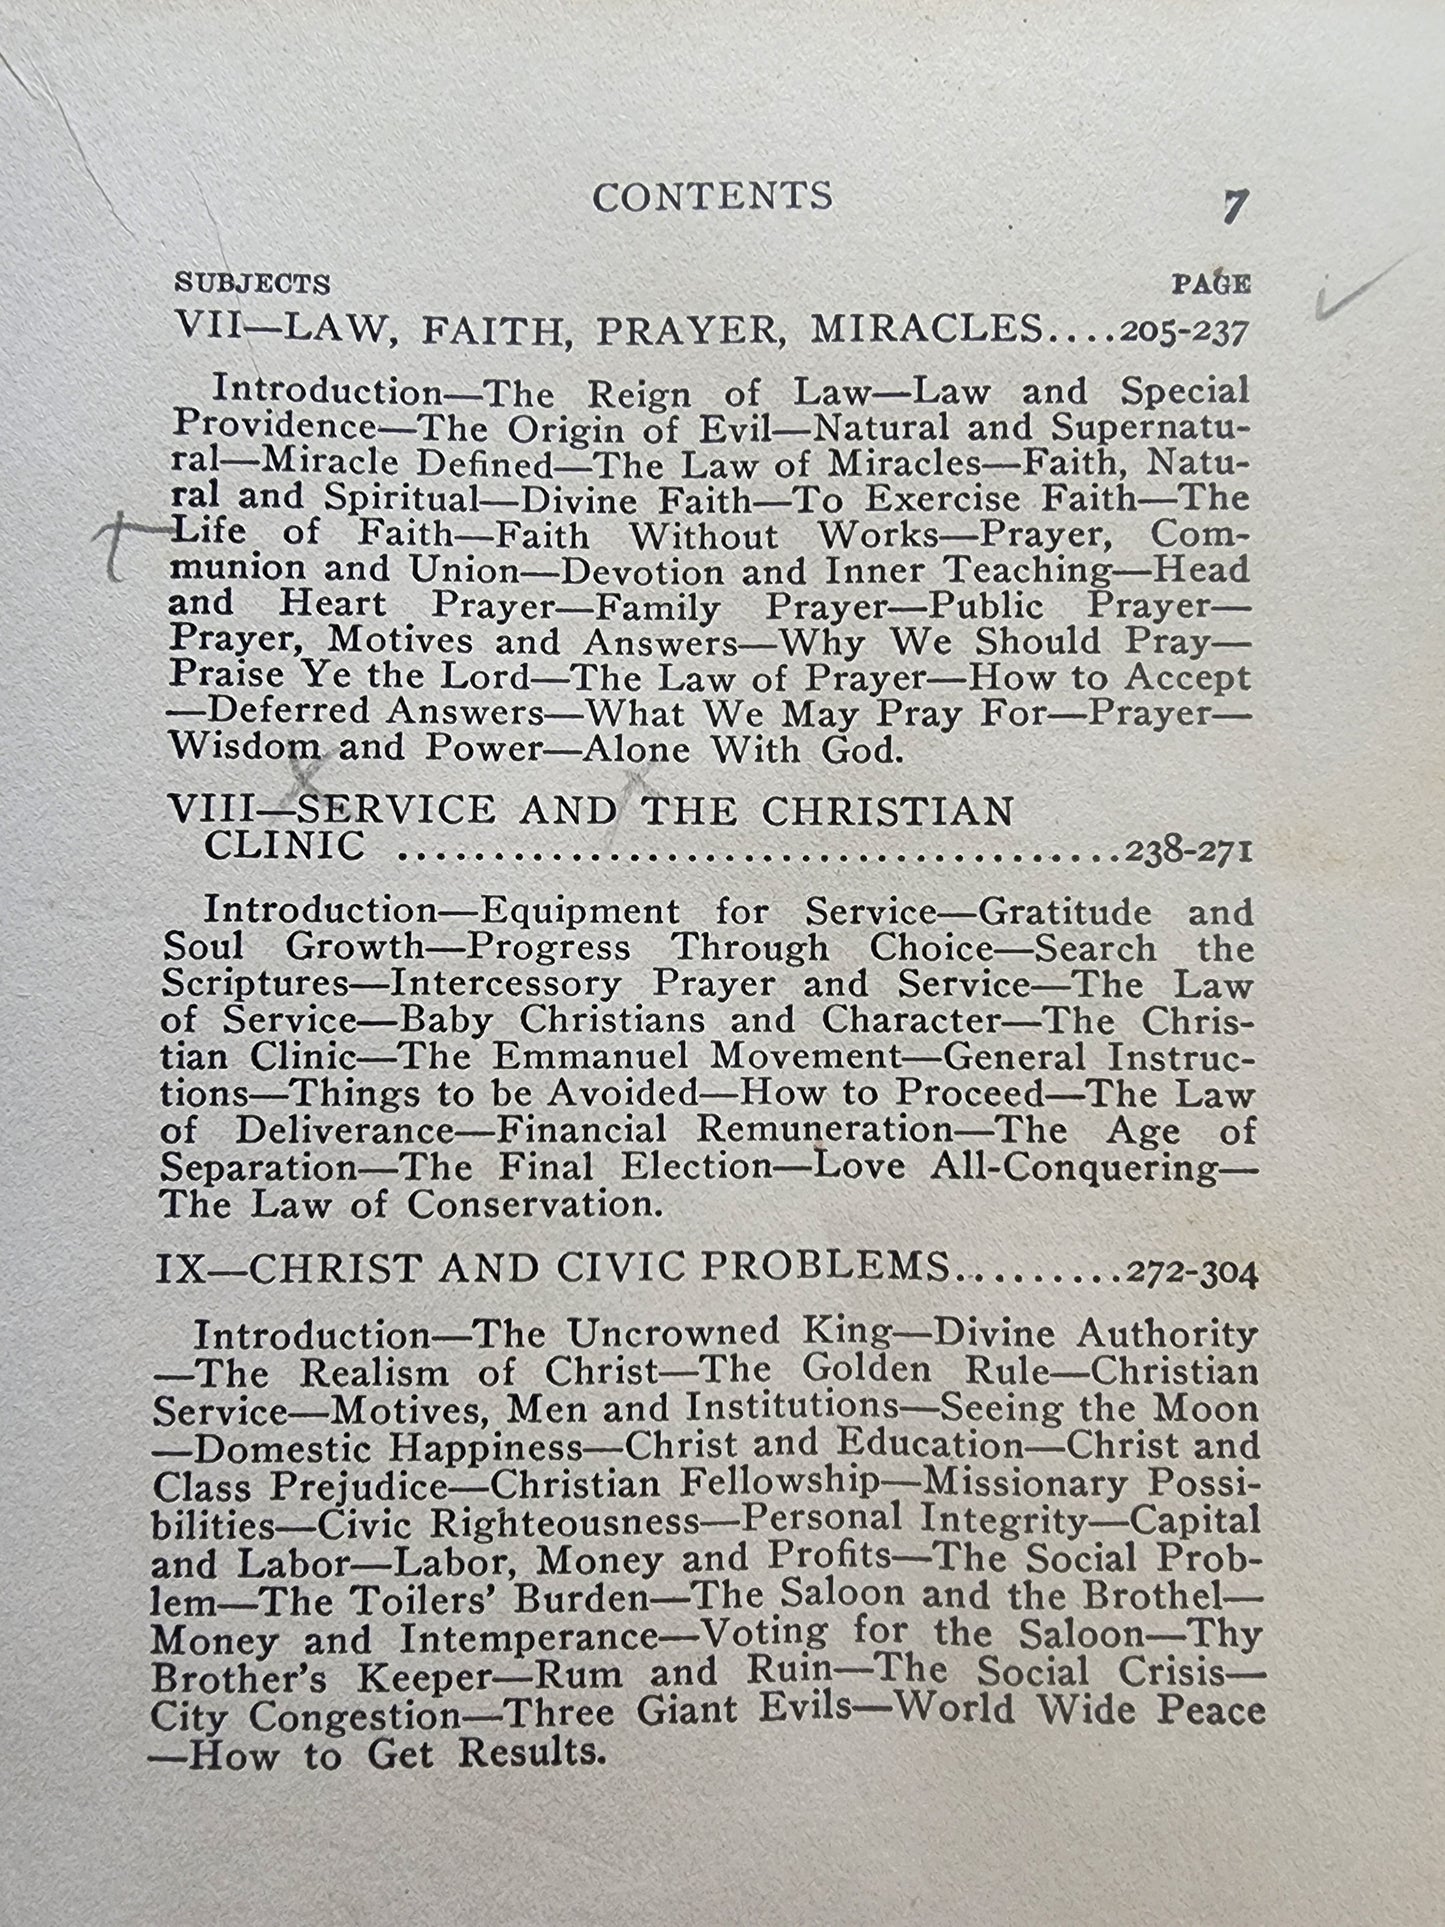 CONTENTS 7
SUBJECTS PAGE
VII—LAW, FAITH, PRAYER, MIRACLES....205-237
Introduction—The Reign of Law—Law and Special
Providence—The Origin of Evil—Natural and Supernatu-
ral—Miracle Defined—The Law of Miracles—Faith, Natu-
ral and Spiritual—Divine Faith—To Exercise Faith—The
Life of Faith—Faith Without Works—Prayer, Com-
munion and Union—Devotion and Inner Teaching—Head
and Heart Prayer—Family Prayer—Public Prayer—
Prayer, Motives and Answers—Why We Should Pray—
Praise Ye the Lord—The Law of Prayer—How to Accept
—Deferred Answers—What We May Pray For—Prayer—
Wisdom and Power—Alone With God.
VIII—SERVICE AND THE CHRISTIAN
CLINIC ......................................238-271
Introduction—Equipment for Service—Gratitude and
Soul Growth—Progress Through Choice—Search the
Scriptures—Intercessory Prayer and Service—The Law
of Service—Baby Christians and Character—The Chris-
tian Clinic—The Emmanuel Movement—General Instruc-
tions—Things to be Avoided—How to Proceed—The Law
of Deliverance—Financial Remuneration—The Age of
Separation—The Final Election—Love All-Conquering—
The Law of Conservation.
IX—CHRIST AND CIVIC PROBLEMS.........272-304
Introduction—The Uncrowned King—Divine Authority
—The Realism of Christ—The Golden Rule—Christian
Service—Motives, Men and Institutions—Seeing the Moon
—Domestic Happiness—Christ and Education—Christ and
Class Prejudice—Christian Fellowship—Missionary Possi-
bilities—Civic Righteousness—Personal Integrity—Capital
and Labor—Labor, Money and Profits—The Social Prob-
lem—The Toilers' Burden—The Saloon and the Brothel—
Money and Intemperance—Voting for the Saloon—Thy
Brother's Keeper—Rum and Ruin—The Social Crisis—
City Congestion—Three Giant Evils—World Wide Peace
—How to Get Results.